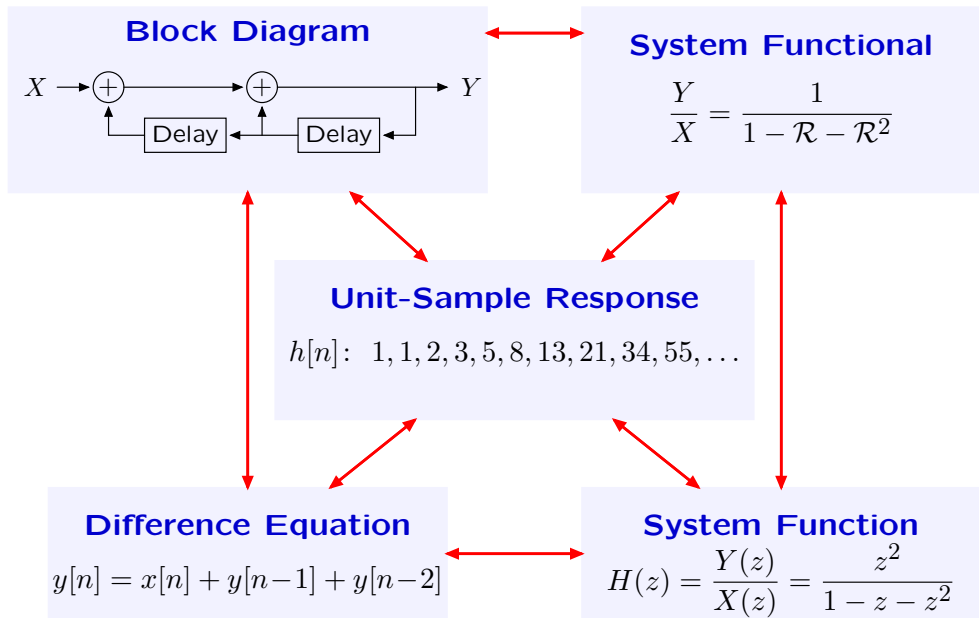 Block Diagram
X + + Y
Delay Delay
System Functional
Y/X = 1/(1 − ℛ − ℛ²)
Unit-Sample Response
h[n]: 1, 1, 2, 3, 5, 8, 13, 21, 34, 55, . . .
Difference Equation
y[n] = x[n] + y[n−1] + y[n−2]
System Function
H(z) = Y(z)/X(z) = z²/(1 − z − z²)